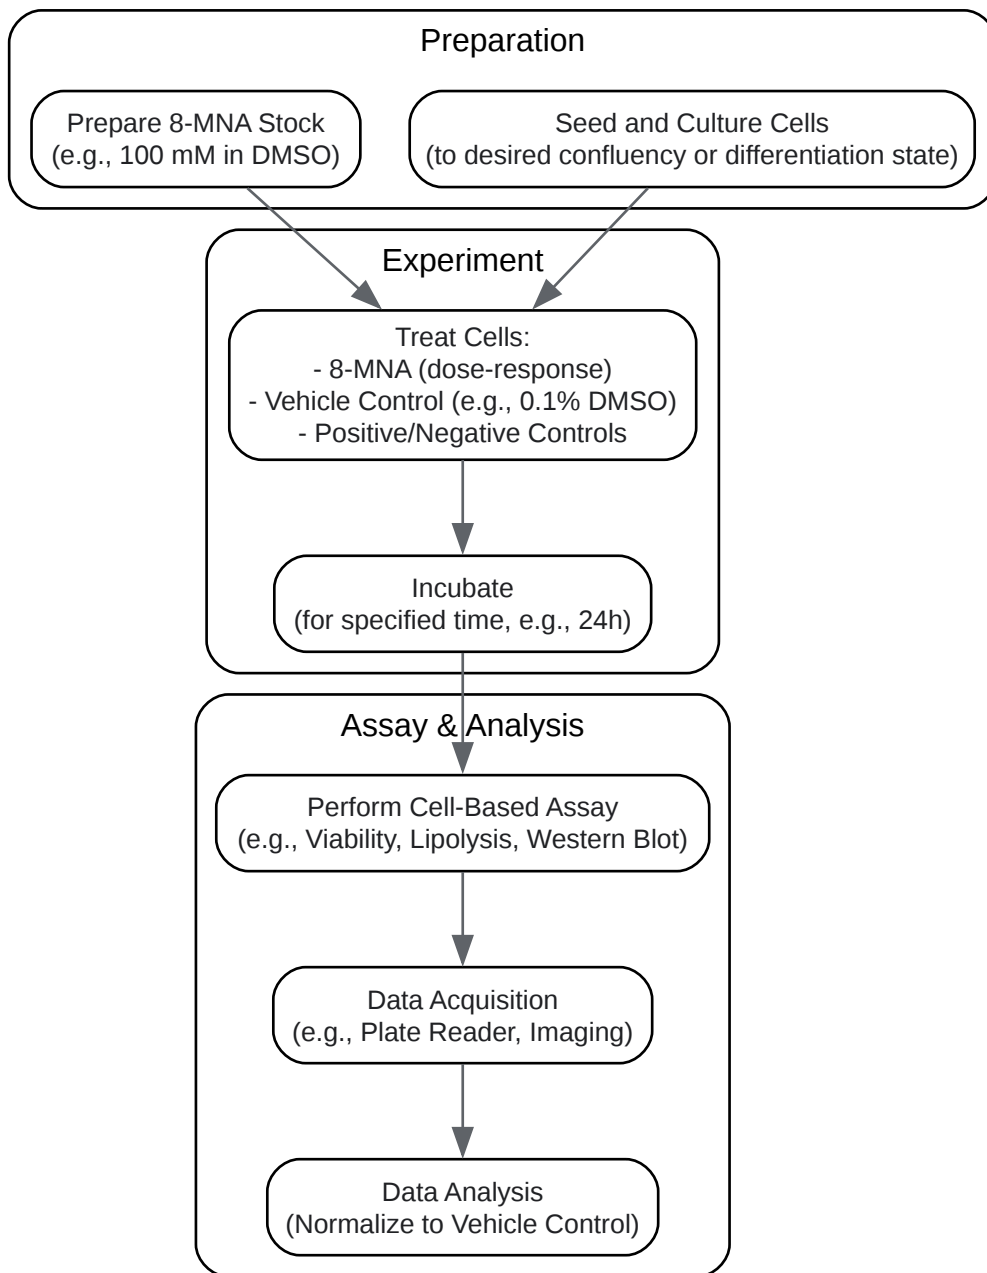 Preparation
Prepare 8-MNA Stock
(e.g., 100 mM in DMSO)
Seed and Culture Cells
(to desired confluency or differentiation state)
Experiment
Treat Cells:
- 8-MNA (dose-response)
- Vehicle Control (e.g., 0.1% DMSO)
- Positive/Negative Controls
Incubate
(for specified time, e.g., 24h)
Assay & Analysis
Perform Cell-Based Assay
(e.g., Viability, Lipolysis, Western Blot)
Data Acquisition
(e.g., Plate Reader, Imaging)
Data Analysis
(Normalize to Vehicle Control)